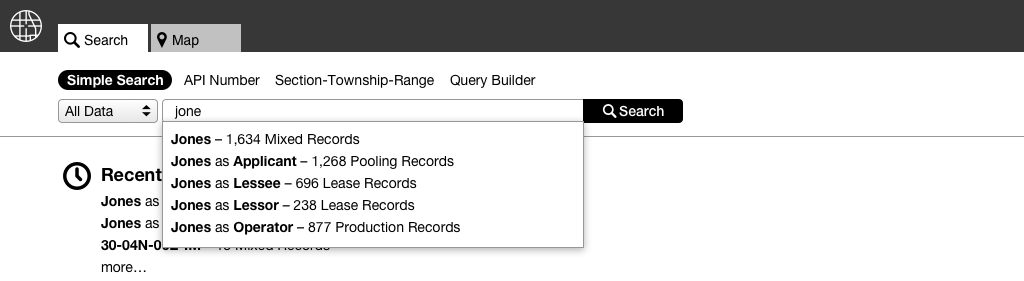 Search
Map
Simple Search
API Number
Section-Township-Range
Query Builder
All Data
jone
Search
Jones – 1,634 Mixed Records
Jones as Applicant – 1,268 Pooling Records
Jones as Lessee – 696 Lease Records
Jones as Lessor – 238 Lease Records
Jones as Operator – 877 Production Records
Recent
Jones as
Jones as
30-04N-0
Mixed Records
more…